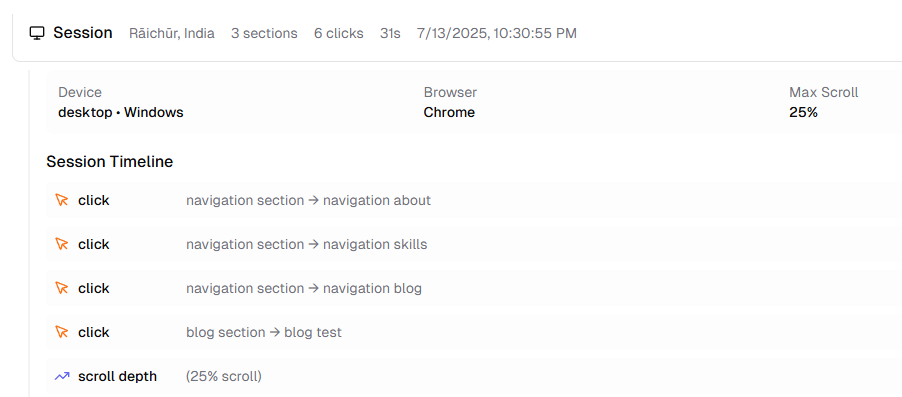 Session Rāichūr, India 3 sections 6 clicks 31s 7/13/2025, 10:30:55 PM
Device Browser Max Scroll
desktop • Windows Chrome 25%
Session Timeline
click navigation section → navigation about
click navigation section → navigation skills
click navigation section → navigation blog
click blog section → blog test
scroll depth (25% scroll)